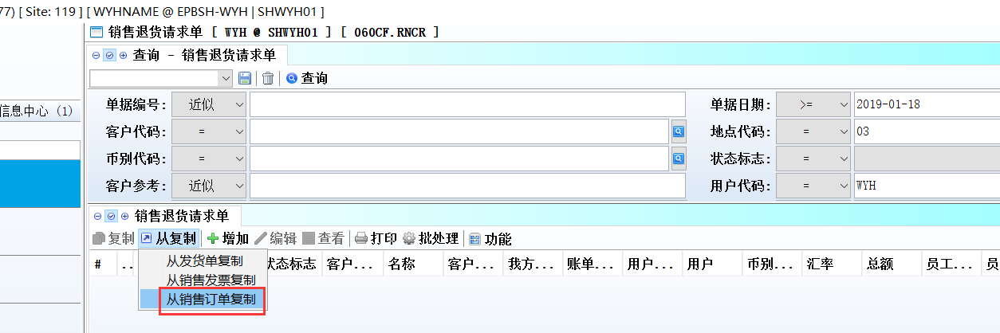 77) [ Site: 119 ] [ WYHNAME @ EPBSH-WYH | SHWYH01 ]
销售退货请求单 [ WYH @ SHWYH01 ] [ 060CF.RNCR ]
查询 - 销售退货请求单
查询
单据编号: 近似 单据日期: >= 2019-01-18
信息中心 (1)
客户代码: = 地点代码: = 03
币别代码: = 状态标志: =
客户参考: 近似 用户代码: = WYH
销售退货请求单
复制 从复制 增加 编辑 查看 打印 批处理 功能
# .. 状态标志 客户... 名称 客户... 我方... 账单... 用户... 用户 币别... 汇率 总额 员工... 员
从发货单复制
从销售发票复制
从销售订单复制